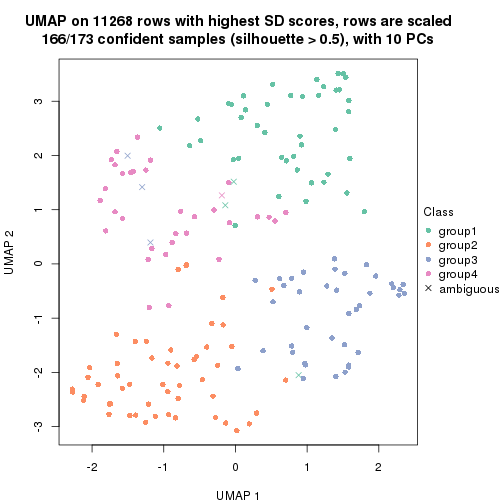 UMAP on 11268 rows with highest SD scores, rows are scaled
166/173 confident samples (silhouette > 0.5), with 10 PCs
3
2
1
0
-1
-2
-3
UMAP 2
-2
-1
0
1
2
UMAP 1
Class
group1
group2
group3
group4
ambiguous